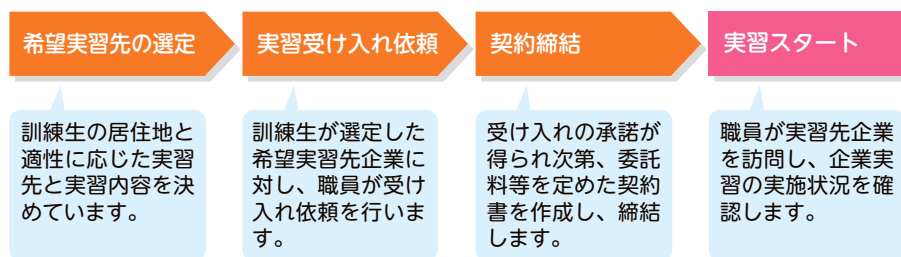 希望実習先の選定
実習受け入れ依頼
契約締結
実習スタート
訓練生の居住地と
適性に応じた実習
先と実習内容を決
めています。
訓練生が選定した
希望実習先企業に
対し、職員が受け
入れ依頼を行いま
す。
受け入れの承諾が
得られ次第、委託
料等を定めた契約
書を作成し、締結
します。
職員が実習先企業
を訪問し、企業実
習の実施状況を確
認します。